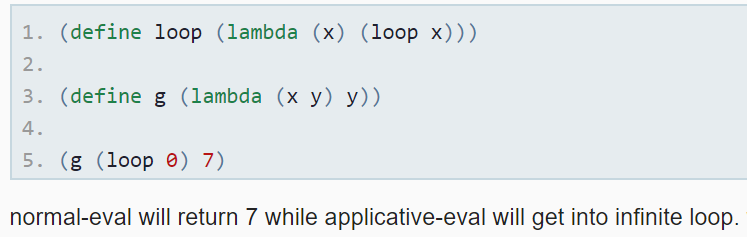 1. (define loop (lambda (x) (loop x)))
2.
3. (define g (lambda (x y) y))
4.
5. (g (loop 0) 7)
normal-eval will return 7 while applicative-eval will get into infinite loop.